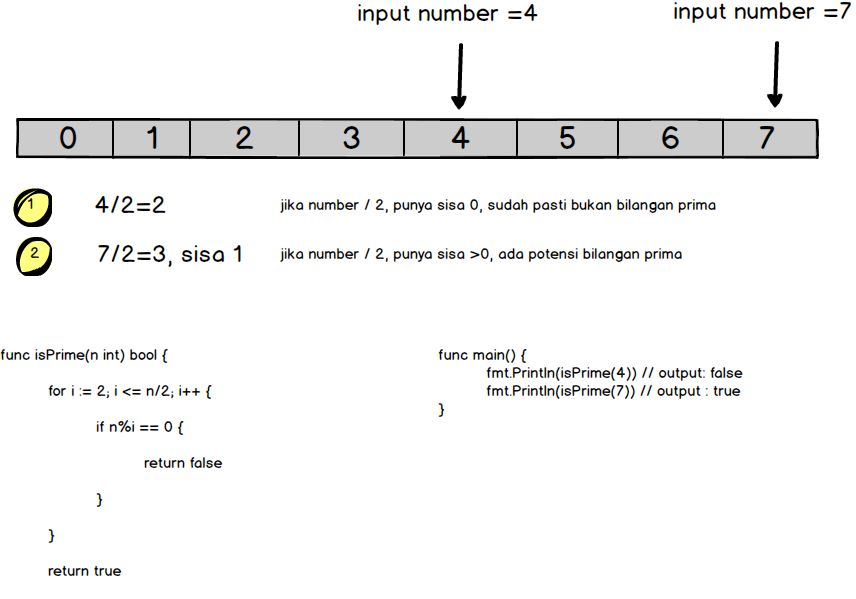 input number =4
input number =7
0 1 2 3 4 5 6 7
1 4/2=2 jika number / 2, punya sisa 0, sudah pasti bukan bilangan prima
2 7/2=3, sisa 1 jika number / 2, punya sisa >0, ada potensi bilangan prima
func isPrime(n int) bool {
for i := 2; i <= n/2; i++ {
if n%i == 0 {
return false
}
}
return true
func main() {
fmt.Println(isPrime(4)) // output: false
fmt.Println(isPrime(7)) // output : true
}